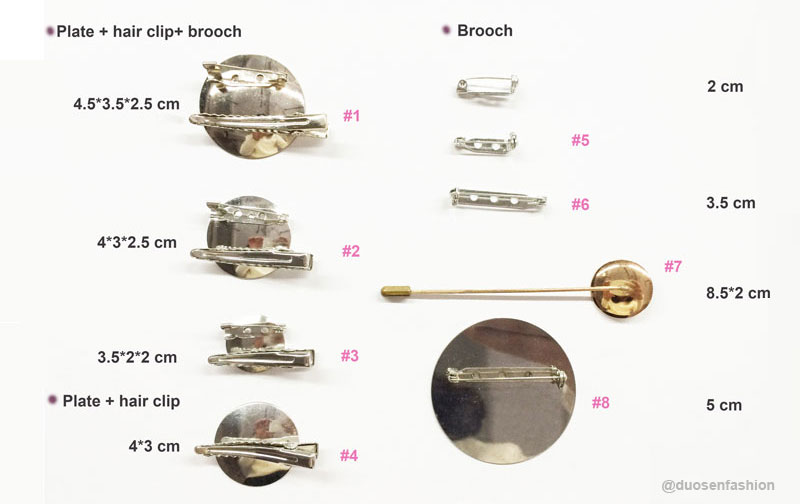 Plate + hair clip+ brooch
4.5*3.5*2.5 cm
#1
4*3*2.5 cm
#2
3.5*2*2 cm
#3
Plate + hair clip
4*3 cm
#4
Brooch
2 cm
#5
#6
3.5 cm
#7
8.5*2 cm
#8
5 cm
@duosenfashion